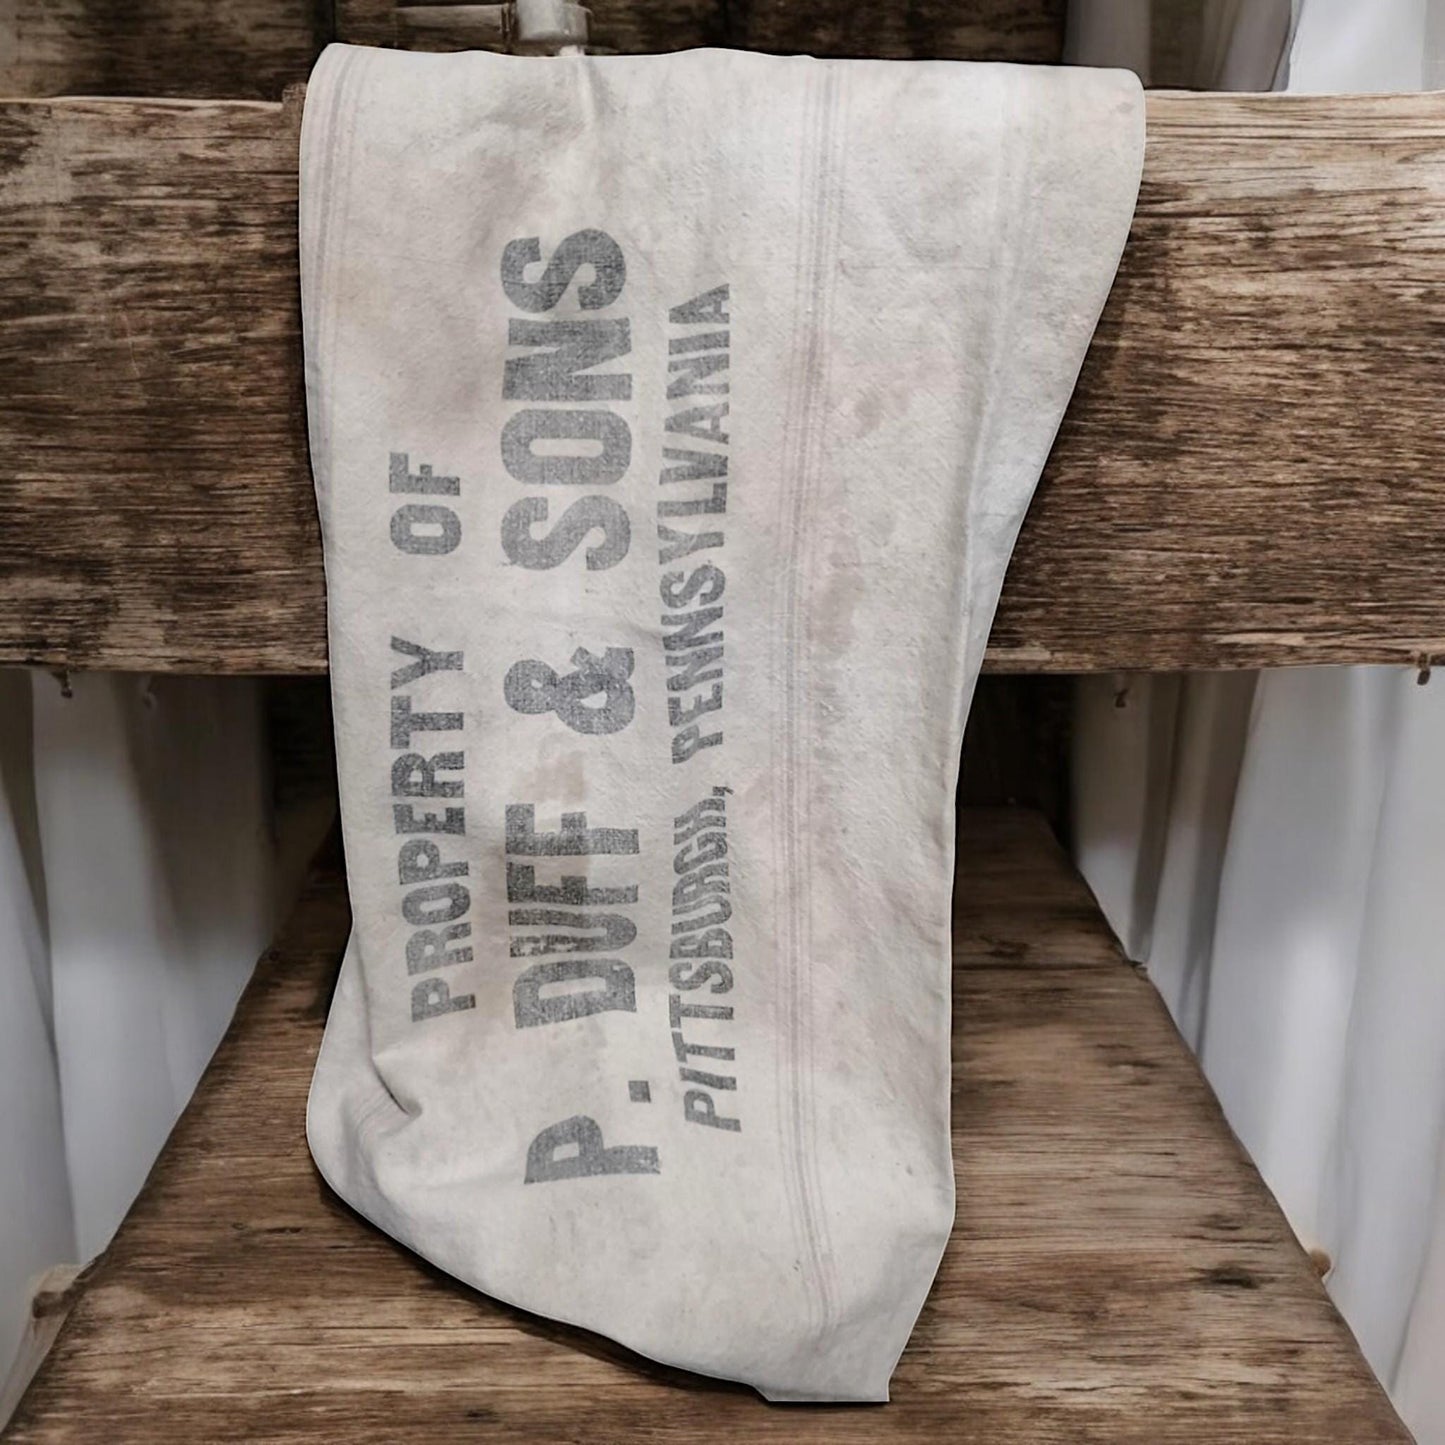 PROPERTY OF
P. DUFF & SONS
PITTSBURGH, PENNSYLVANIA